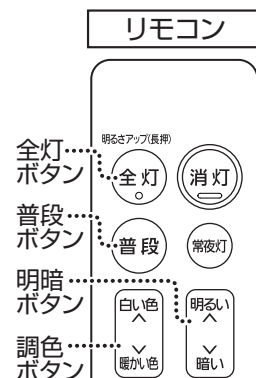 リモコン
明るさアップ(長押)
全灯
ボタン
全灯
消灯
普段
ボタン
普段
常夜灯
明暗
ボタン
白い色
明るい
調色
ボタン
暖かい色
暗い